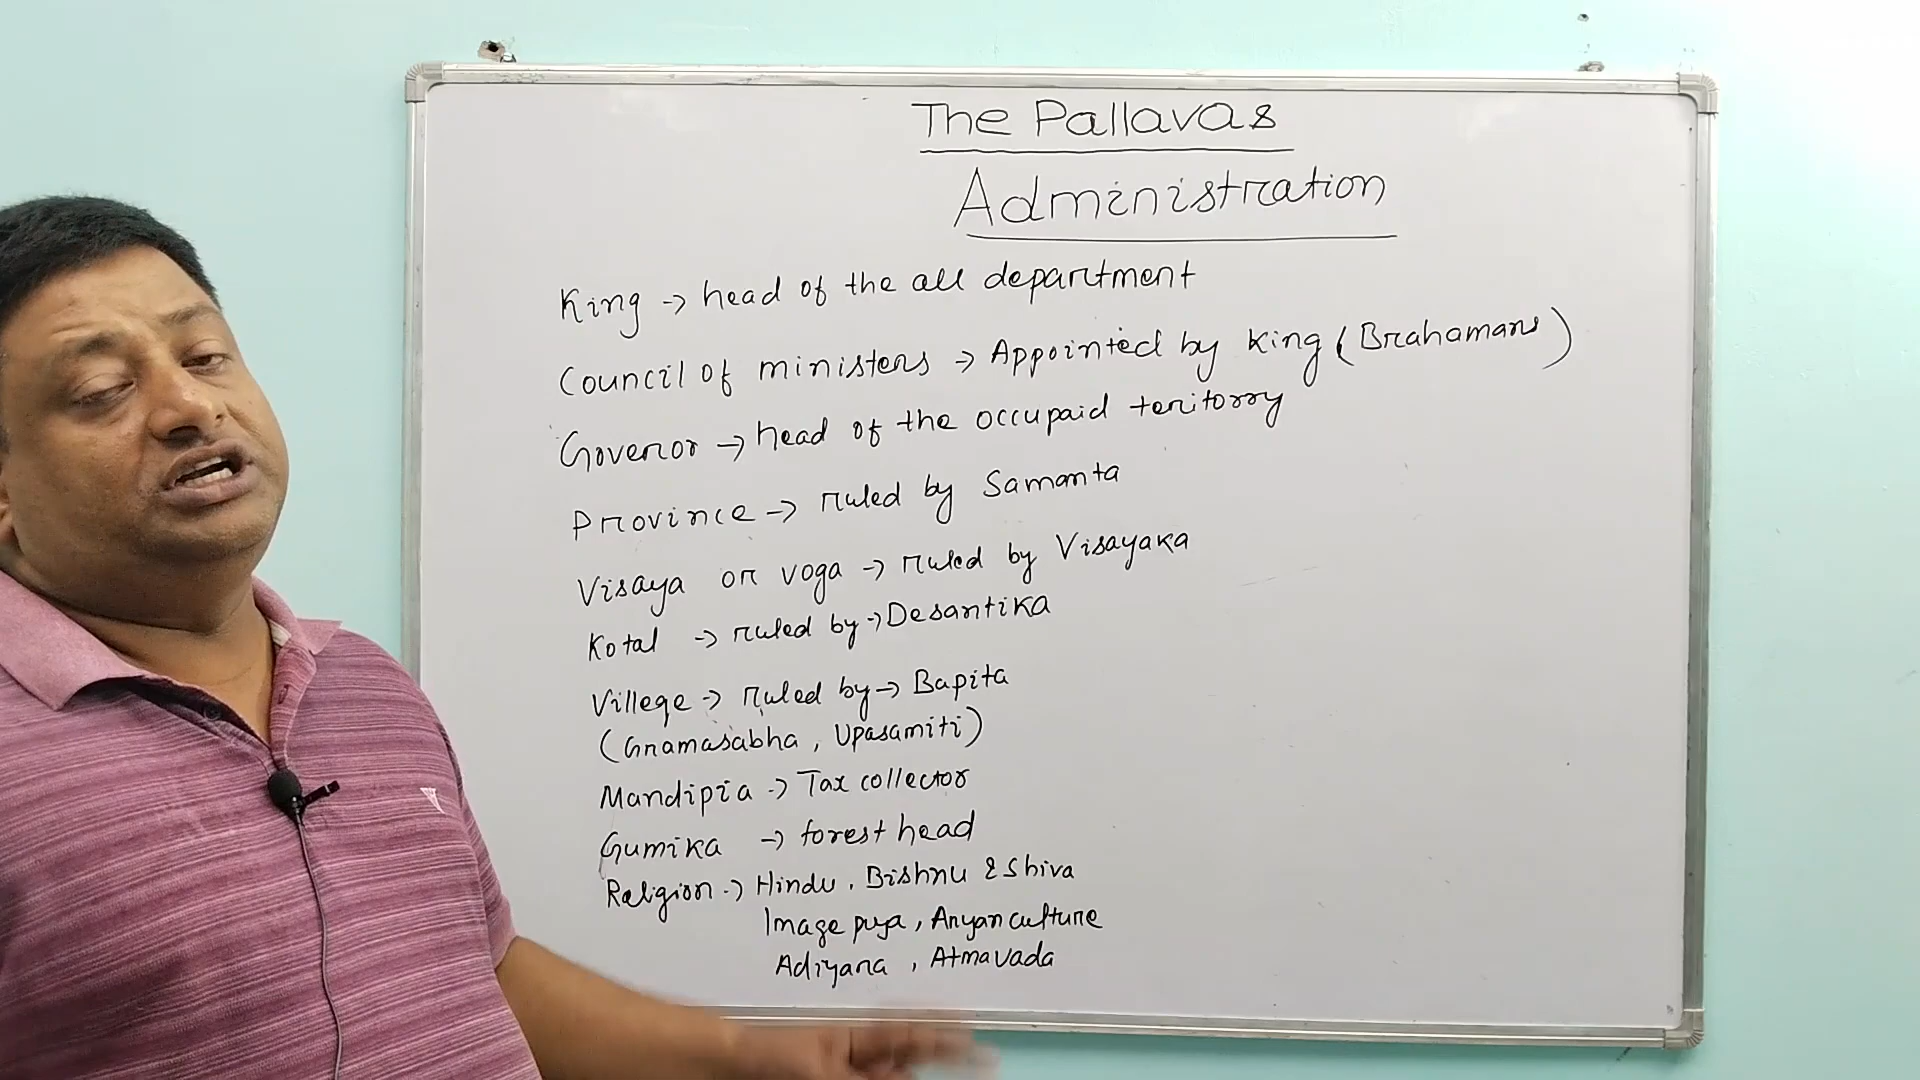 The Pallavas
Administration
King → head of the all department
Council of ministers → Appointed by King (Brahamans)
Governor → head of the occupaid teritorry
Province → ruled by Samanta
Visaya or voga → ruled by Visayaka
Kotal → ruled by → Desantika
Villege → ruled by → Bapita
(Gramasabha, Upasamiti)
Mandipia → Tax collector
Gumika → forest head
Religion → Hindu, Bishnu & Shiva
Image puja, Aryan culture
Adiyana, Atmavada